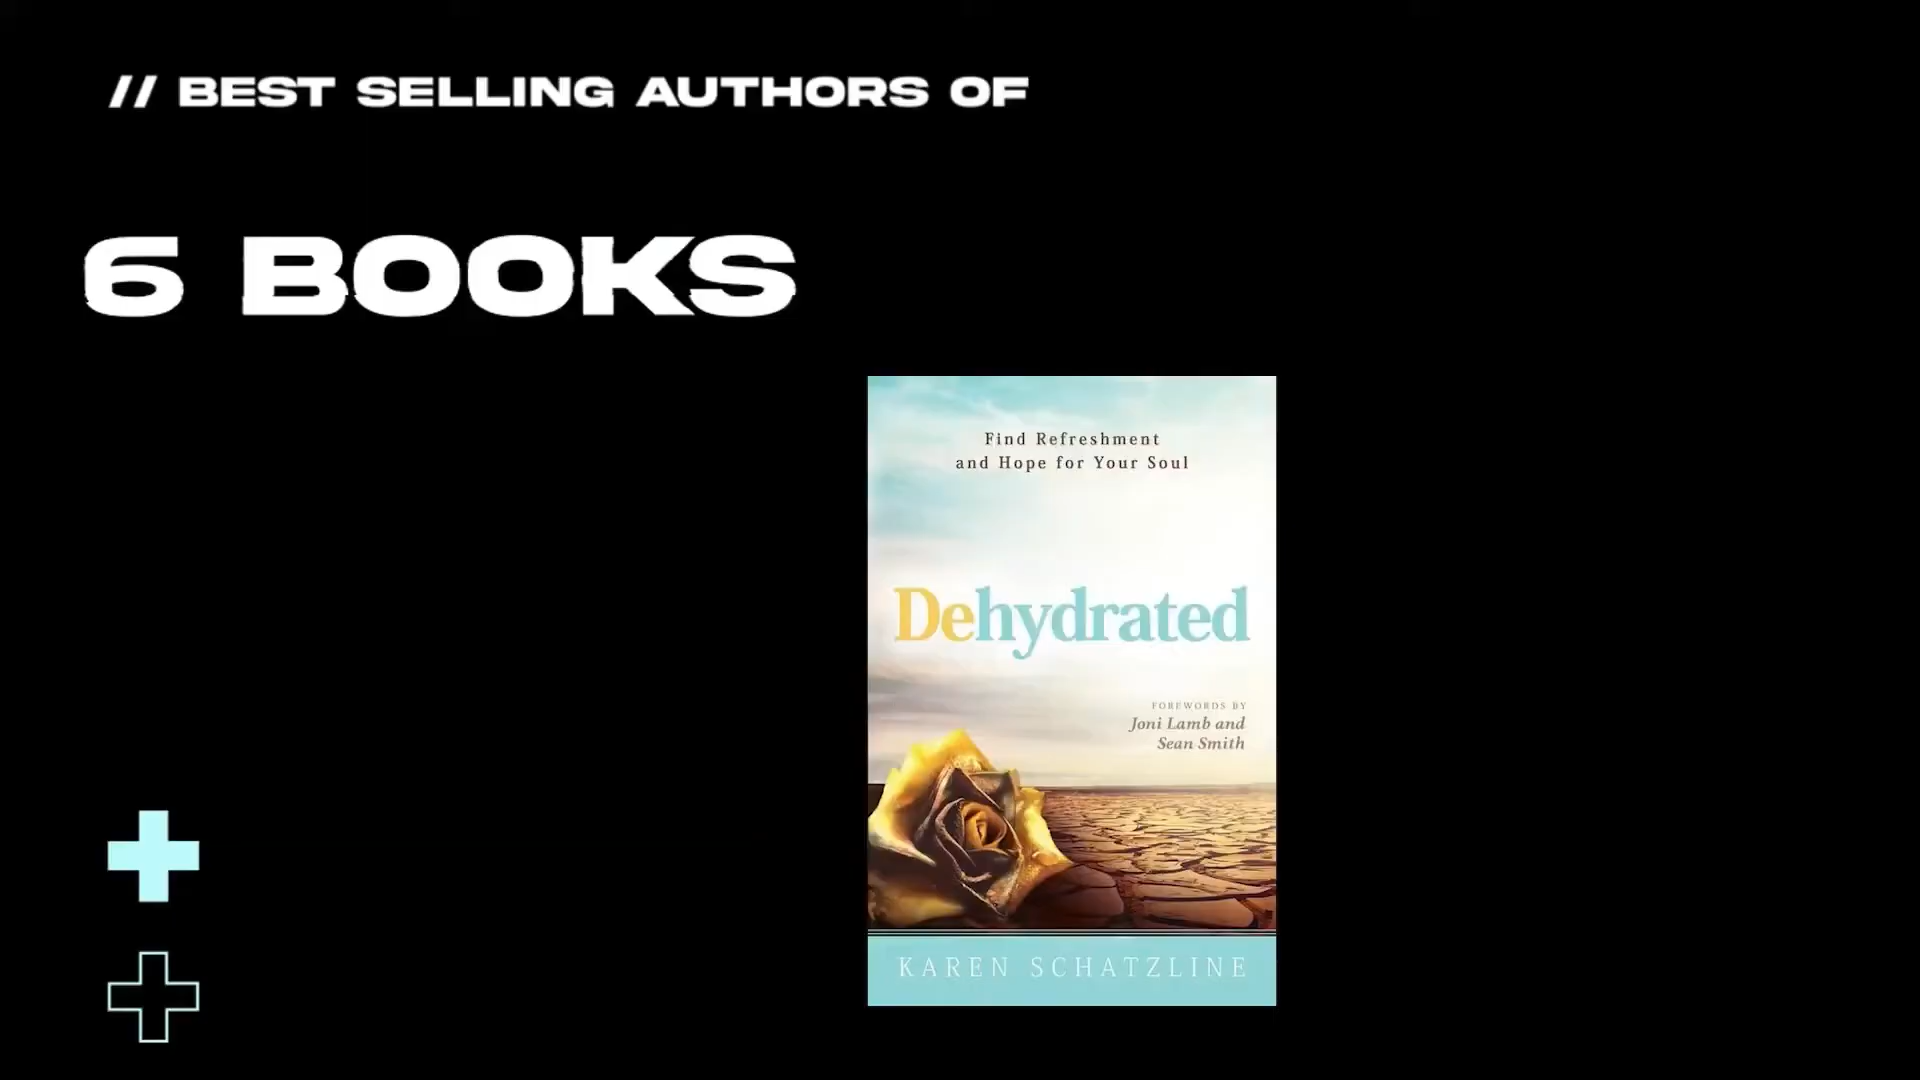 // BEST SELLING AUTHORS OF
6 BOOKS
Find Refreshment
and Hope for Your Soul
Dehydrated
FOREWORDS BY
Joni Lamb and
Sean Smith
KAREN SCHATZLINE